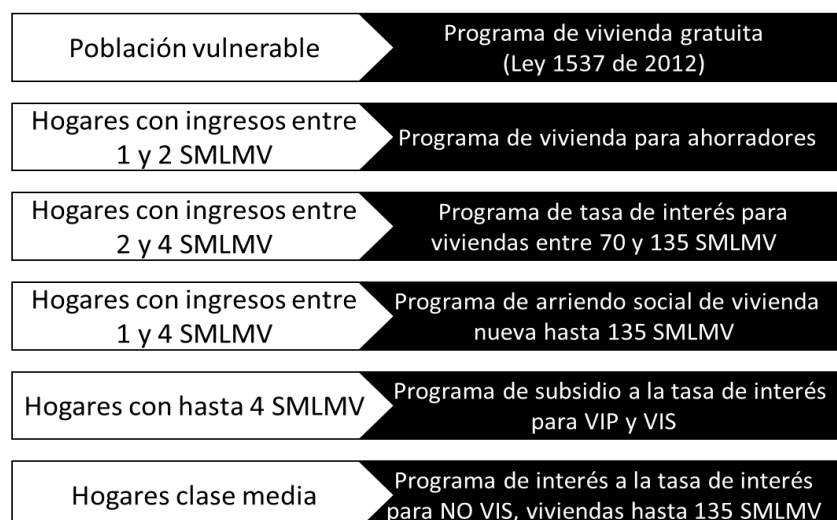 Población vulnerable
Programa de vivienda gratuita
(Ley 1537 de 2012)
Hogares con ingresos entre
1 y 2 SMLMV
Programa de vivienda para ahorradores
Hogares con ingresos entre
2 y 4 SMLMV
Programa de tasa de interés para
viviendas entre 70 y 135 SMLMV
Hogares con ingresos entre
1 y 4 SMLMV
Programa de arriendo social de vivienda
nueva hasta 135 SMLMV
Hogares con hasta 4 SMLMV
Programa de subsidio a la tasa de interés
para VIP y VIS
Hogares clase media
Programa de interés a la tasa de interés
para NO VIS, viviendas hasta 135 SMLMV